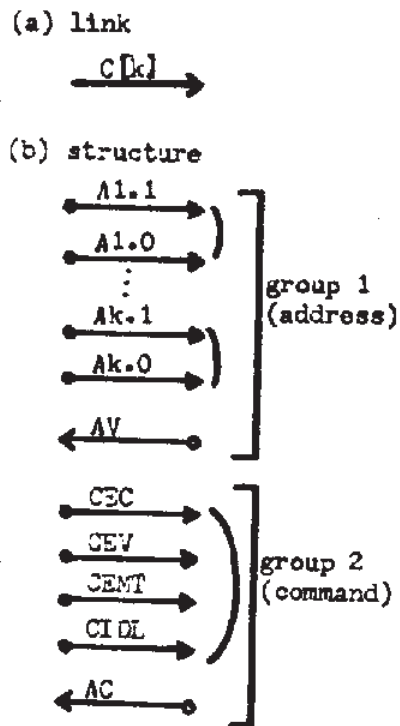 (a) link
C[k]
(b) structure
A1.1
A1.0
⋮
Ak.1
Ak.0
group 1
(address)
AV
CEC
CEV
CEMT
CIDL
group 2
(command)
AC